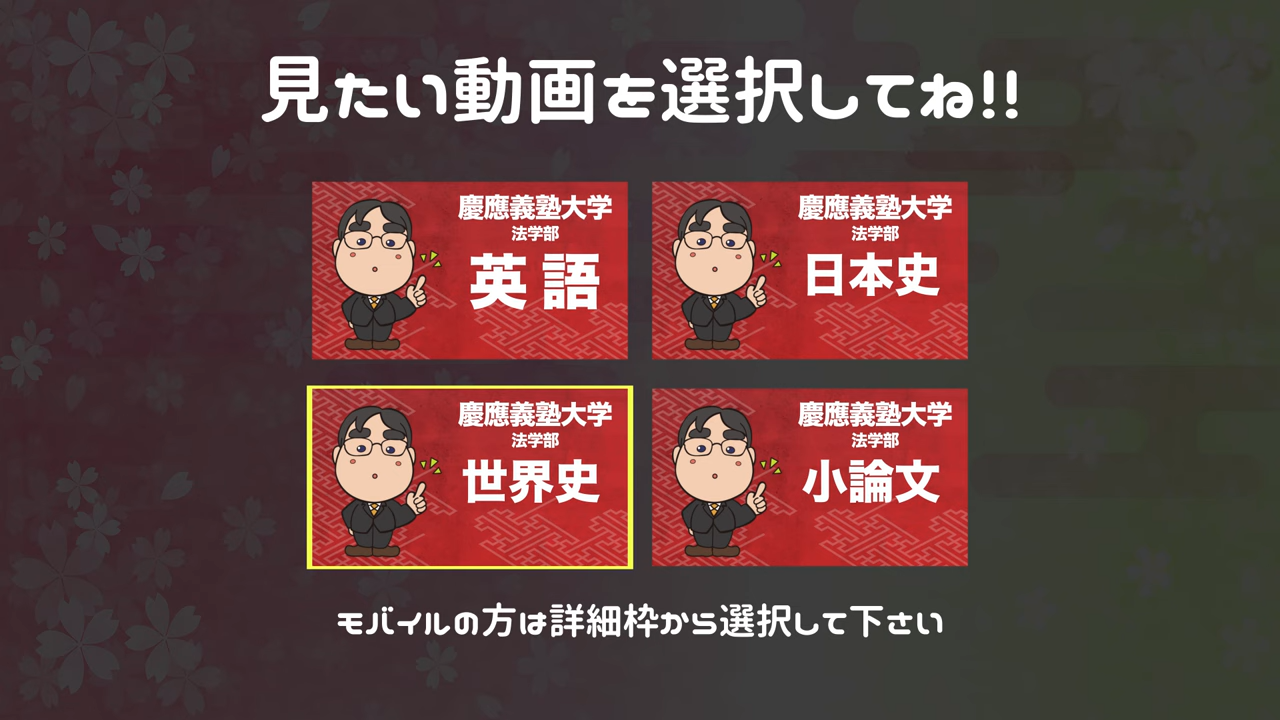 見たい動画を選択してね!!
慶應義塾大学
法学部
英語
慶應義塾大学
法学部
日本史
慶應義塾大学
法学部
世界史
慶應義塾大学
法学部
小論文
モバイルの方は詳細枠から選択して下さい